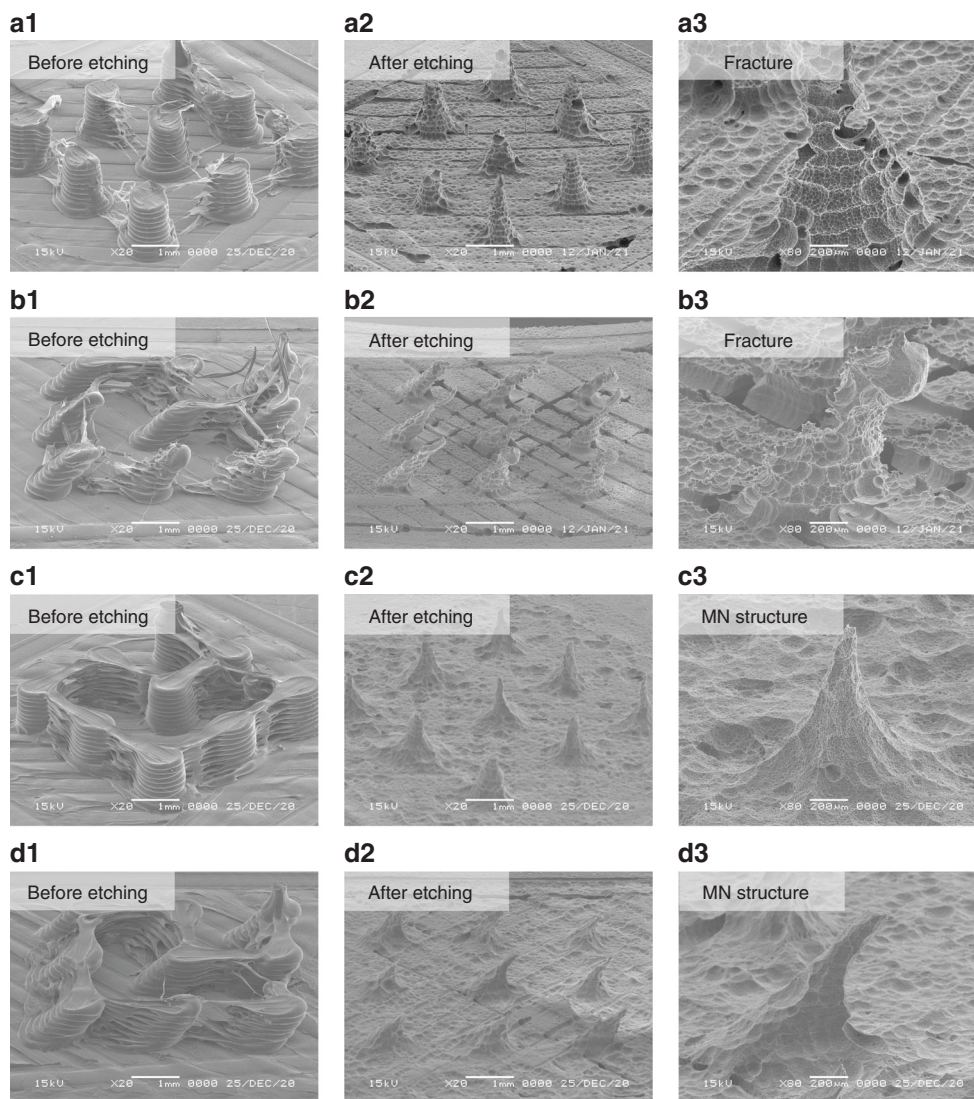 a1 a2 a3
Before etching After etching Fracture
15kV X20 1mm 0000 25/DEC/20 15kV X20 1mm 0000 12/JAN/21 15kV X80 200µm 0000 12/JAN/21
b1 b2 b3
Before etching After etching Fracture
15kV X20 1mm 0000 25/DEC/20 15kV X20 1mm 0000 12/JAN/21 15kV X80 200µm 0000 12/JAN/21
c1 c2 c3
Before etching After etching MN structure
15kV X20 1mm 0000 25/DEC/20 15kV X20 1mm 0000 25/DEC/20 15kV X80 200µm 0000 25/DEC/20
d1 d2 d3
Before etching After etching MN structure
15kV X20 1mm 0000 25/DEC/20 15kV X20 1mm 0000 25/DEC/20 15kV X80 200µm 0000 25/DEC/20